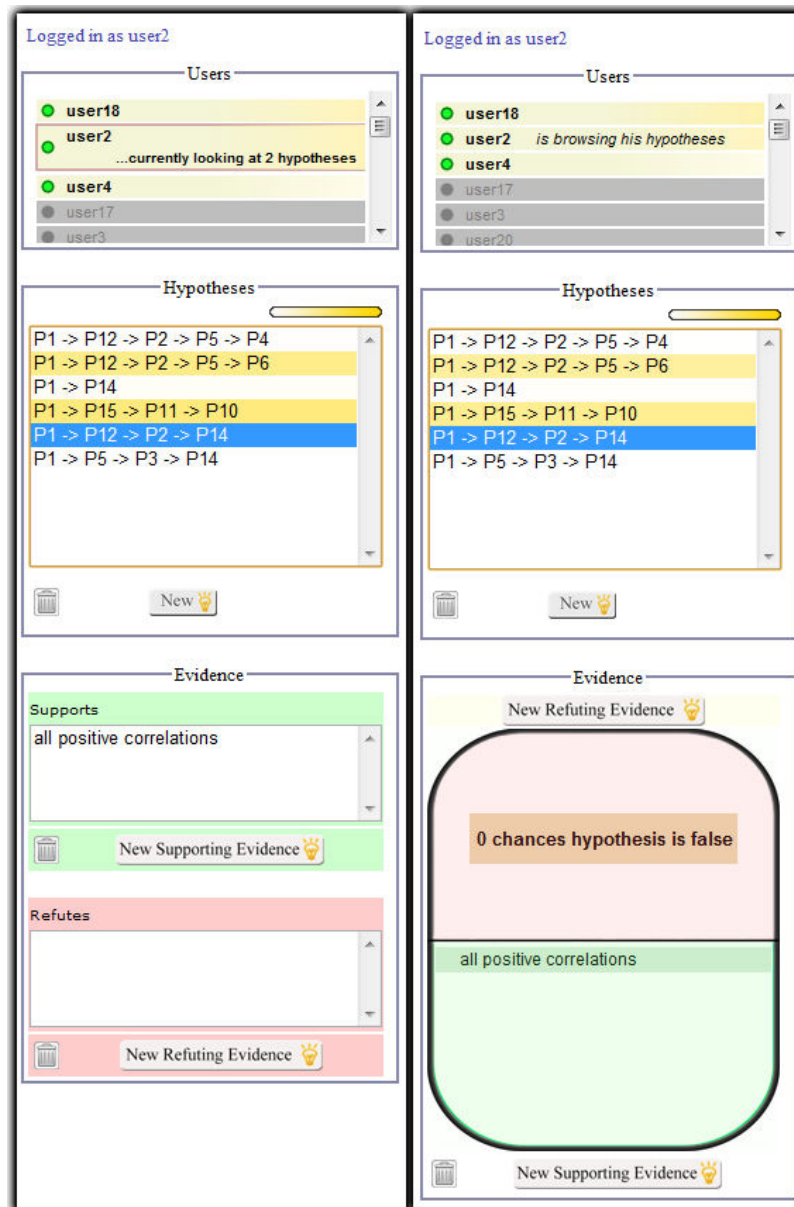 Logged in as user2
Users
user18
user2
...currently looking at 2 hypotheses
user4
user17
user3
Hypotheses
P1 -> P12 -> P2 -> P5 -> P4
P1 -> P12 -> P2 -> P5 -> P6
P1 -> P14
P1 -> P15 -> P11 -> P10
P1 -> P12 -> P2 -> P14
P1 -> P5 -> P3 -> P14
New
Evidence
Supports
all positive correlations
New Supporting Evidence
Refutes
New Refuting Evidence
Logged in as user2
Users
user18
user2 is browsing his hypotheses
user4
user17
user3
user20
Hypotheses
P1 -> P12 -> P2 -> P5 -> P4
P1 -> P12 -> P2 -> P5 -> P6
P1 -> P14
P1 -> P15 -> P11 -> P10
P1 -> P12 -> P2 -> P14
P1 -> P5 -> P3 -> P14
New
Evidence
New Refuting Evidence
0 chances hypothesis is false
all positive correlations
New Supporting Evidence